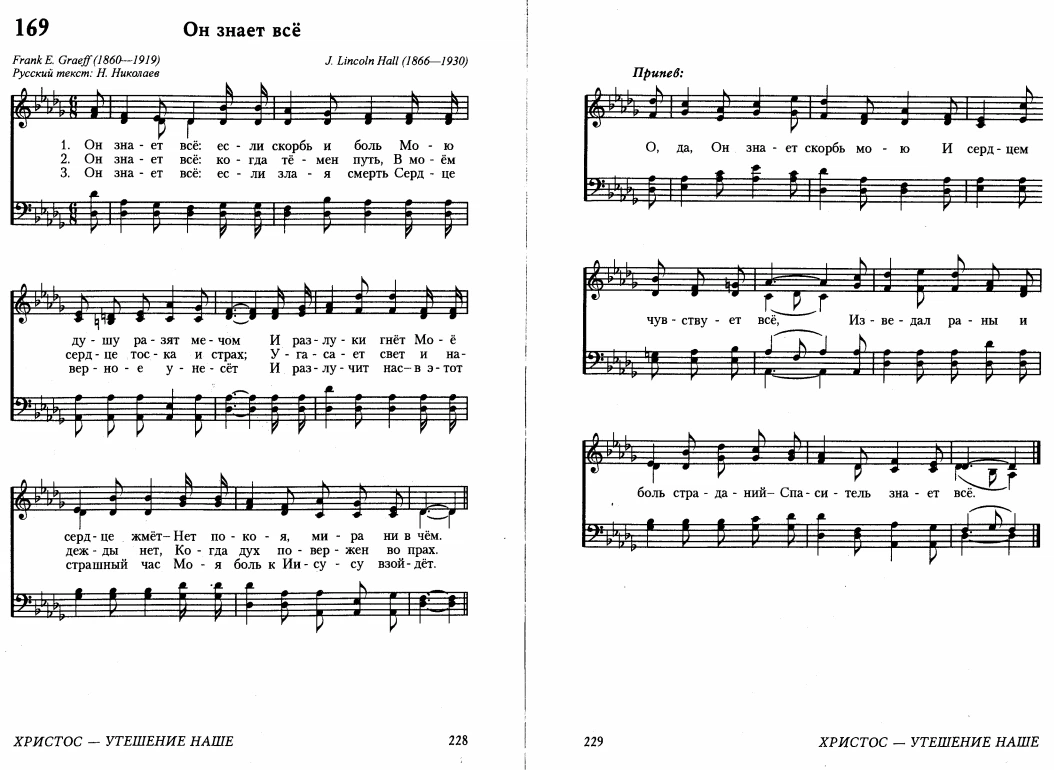 169
Он знает всё
Frank E. Graeff (1860—1919)
J. Lincoln Hall (1866—1930)
Русский текст: Н. Николаев
1. Он зна - ет всё: ес - ли скорбь и боль Мо - ю
2. Он зна - ет всё: ко - гда тё - мен путь, В мо - ём
3. Он зна - ет всё: ес - ли зла - я смерть Серд - це
ду - шу ра - зят ме - чом И раз - лу - ки гнёт Мо - ё
серд - це тос - ка и страх; У - га - са - ет свет и на-
вер - но - е у - не - сёт И раз - лу - чит нас—в э - тот
серд - це жмёт—Нет по - ко - я, ми - ра ни в чём.
деж - ды нет, Ко - гда дух по - вер - жен во прах.
страшный час Мо - я боль к Ии - су - су взой - дёт.
ХРИСТОС — УТЕШЕНИЕ НАШЕ
228
Припев:
О, да, Он зна - ет скорбь мо - ю И серд - цем
чув - ству - ет всё, Из - ве - дал ра - ны и
боль стра - да - ний— Спа - си - тель зна - ет всё.
229
ХРИСТОС — УТЕШЕНИЕ НАШЕ